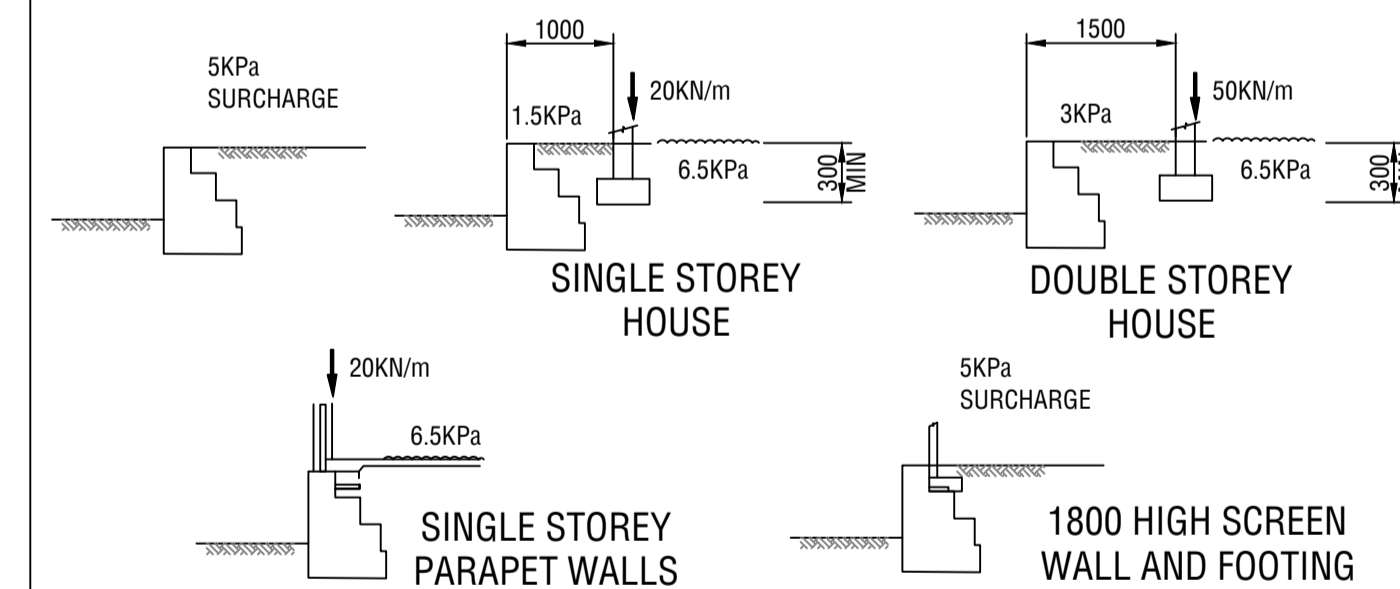 5KPa
SURCHARGE
1000
20KN/m
1.5KPa
6.5KPa
300
MIN
SINGLE STOREY
HOUSE
1500
50KN/m
3KPa
6.5KPa
300
DOUBLE STOREY
HOUSE
20KN/m
6.5KPa
SINGLE STOREY
PARAPET WALLS
5KPa
SURCHARGE
1800 HIGH SCREEN
WALL AND FOOTING